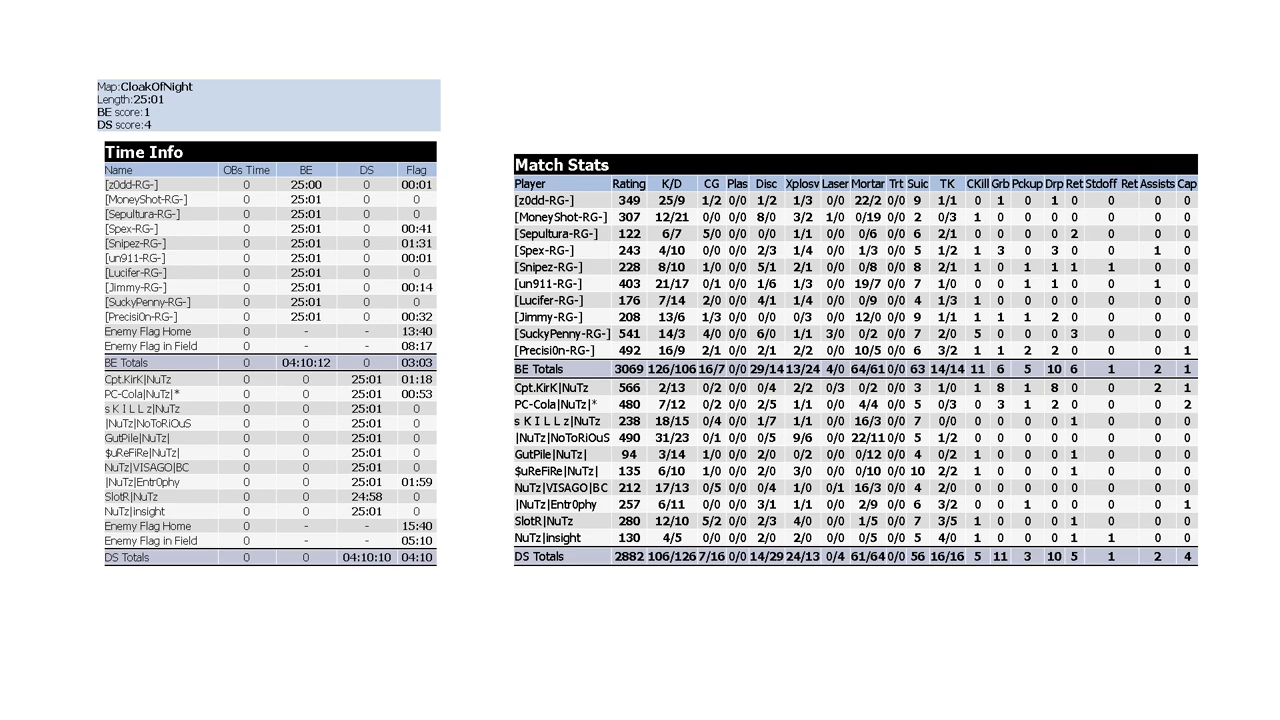 Map:CloakOfNight
Length:25:01
BE score:1
DS score:4
Time Info
Name OBs Time BE DS Flag
[z0dd-RG-] 0 25:00 0 00:01
[MoneyShot-RG-] 0 25:01 0 0
[Sepultura-RG-] 0 25:01 0 0
[Spex-RG-] 0 25:01 0 00:41
[Snipez-RG-] 0 25:01 0 01:31
[un911-RG-] 0 25:01 0 00:01
[Lucifer-RG-] 0 25:01 0 0
[Jimmy-RG-] 0 25:01 0 00:14
[SuckyPenny-RG-] 0 25:01 0 0
[Precisi0n-RG-] 0 25:01 0 00:32
Enemy Flag Home 0 - - 13:40
Enemy Flag in Field 0 - - 08:17
BE Totals 0 04:10:12 0 03:03
Cpt.KirK|NuTz 0 0 25:01 01:18
PC-Cola|NuTz|* 0 0 25:01 00:53
s K I L L z|NuTz 0 0 25:01 0
|NuTz|NoToRiOuS 0 0 25:01 0
GutPile|NuTz| 0 0 25:01 0
$uReFiRe|NuTz| 0 0 25:01 0
NuTz|VISAGO|BC 0 0 25:01 0
|NuTz|Entr0phy 0 0 25:01 01:59
SlotR|NuTz 0 0 24:58 0
NuTz|insight 0 0 25:01 0
Enemy Flag Home 0 - - 15:40
Enemy Flag in Field 0 - - 05:10
DS Totals 0 0 04:10:10 04:10
Match Stats
Player Rating K/D CG Plas Disc Xplosv Laser Mortar Trt Suic TK CKill Grb Pckup Drp Ret Stdoff Ret Assists Cap
[z0dd-RG-] 349 25/9 1/2 0/0 1/2 1/3 0/0 22/2 0/0 9 1/1 0 1 0 1 0 0 0 0
[MoneyShot-RG-] 307 12/21 0/0 0/0 8/0 3/2 1/0 0/19 0/0 2 0/3 1 0 0 0 0 0 0 0
[Sepultura-RG-] 122 6/7 5/0 0/0 0/0 1/1 0/0 0/6 0/0 6 2/1 0 0 0 0 2 0 0 0
[Spex-RG-] 243 4/10 0/0 0/0 2/3 1/4 0/0 1/3 0/0 5 1/2 1 3 0 3 0 0 1 0
[Snipez-RG-] 228 8/10 1/0 0/0 5/1 2/1 0/0 0/8 0/0 8 2/1 1 0 1 1 1 1 0 0
[un911-RG-] 403 21/17 0/1 0/0 1/6 1/3 0/0 19/7 0/0 7 1/0 0 0 1 1 0 0 1 0
[Lucifer-RG-] 176 7/14 2/0 0/0 4/1 1/4 0/0 0/9 0/0 4 1/3 1 0 0 0 0 0 0 0
[Jimmy-RG-] 208 13/6 1/3 0/0 0/0 0/3 0/0 12/0 0/0 9 1/1 1 1 1 2 0 0 0 0
[SuckyPenny-RG-] 541 14/3 4/0 0/0 6/0 1/1 3/0 0/2 0/0 7 2/0 5 0 0 0 3 0 0 0
[Precisi0n-RG-] 492 16/9 2/1 0/0 2/1 2/2 0/0 10/5 0/0 6 3/2 1 1 2 2 0 0 0 1
BE Totals 3069 126/106 16/7 0/0 29/14 13/24 4/0 64/61 0/0 63 14/14 11 6 5 10 6 1 2 1
Cpt.KirK|NuTz 566 2/13 0/2 0/0 0/4 2/2 0/3 0/2 0/0 3 1/0 1 8 1 8 0 0 2 1
PC-Cola|NuTz|* 480 7/12 0/2 0/0 2/5 1/1 0/0 4/4 0/0 5 0/3 0 3 1 2 0 0 0 2
s K I L L z|NuTz 238 18/15 0/4 0/0 1/7 1/1 0/0 16/3 0/0 7 0/0 0 0 0 0 1 0 0 0
|NuTz|NoToRiOuS 490 31/23 0/1 0/0 0/5 9/6 0/0 22/11 0/0 5 1/2 0 0 0 0 0 0 0 0
GutPile|NuTz| 94 3/14 1/0 0/0 2/0 0/2 0/0 0/12 0/0 4 0/2 1 0 0 0 1 0 0 0
$uReFiRe|NuTz| 135 6/10 1/0 0/0 2/0 3/0 0/0 0/10 0/0 10 2/2 1 0 0 0 1 0 0 0
NuTz|VISAGO|BC 212 17/13 0/5 0/0 0/4 1/0 0/1 16/3 0/0 4 2/0 0 0 0 0 0 0 0 0
|NuTz|Entr0phy 257 6/11 0/0 0/0 3/1 1/1 0/0 2/9 0/0 6 3/2 0 0 1 0 0 0 0 1
SlotR|NuTz 280 12/10 5/2 0/0 2/3 4/0 0/0 1/5 0/0 7 3/5 1 0 0 0 1 0 0 0
NuTz|insight 130 4/5 0/0 0/0 2/0 2/0 0/0 0/5 0/0 5 4/0 1 0 0 0 1 1 0 0
DS Totals 2882 106/126 7/16 0/0 14/29 24/13 0/4 61/64 0/0 56 16/16 5 11 3 10 5 1 2 4